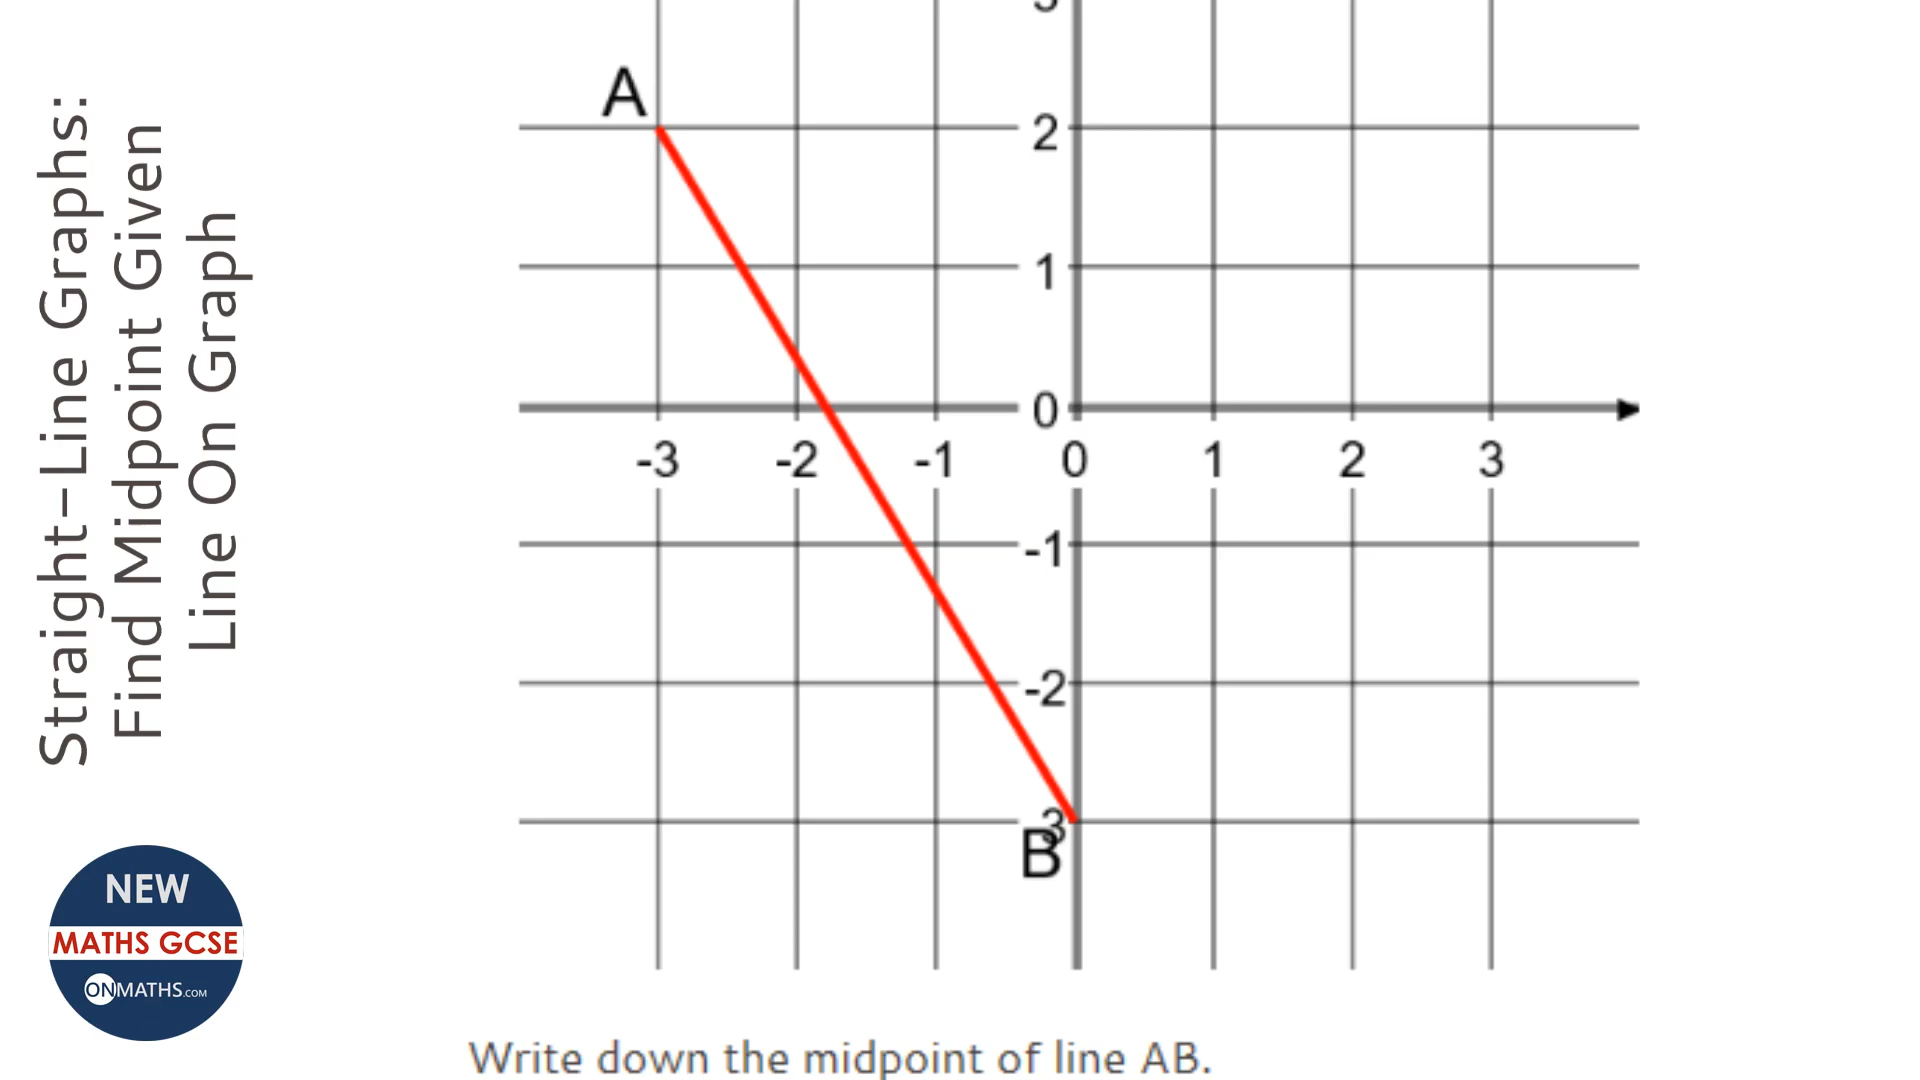 Straight-Line Graphs:
Find Midpoint Given
Line On Graph
NEW
MATHS GCSE
ONMATHS.COM
A
2
1
0
-3 -2 -1 0 1 2 3
-1
-2
3
B
Write down the midpoint of line AB.